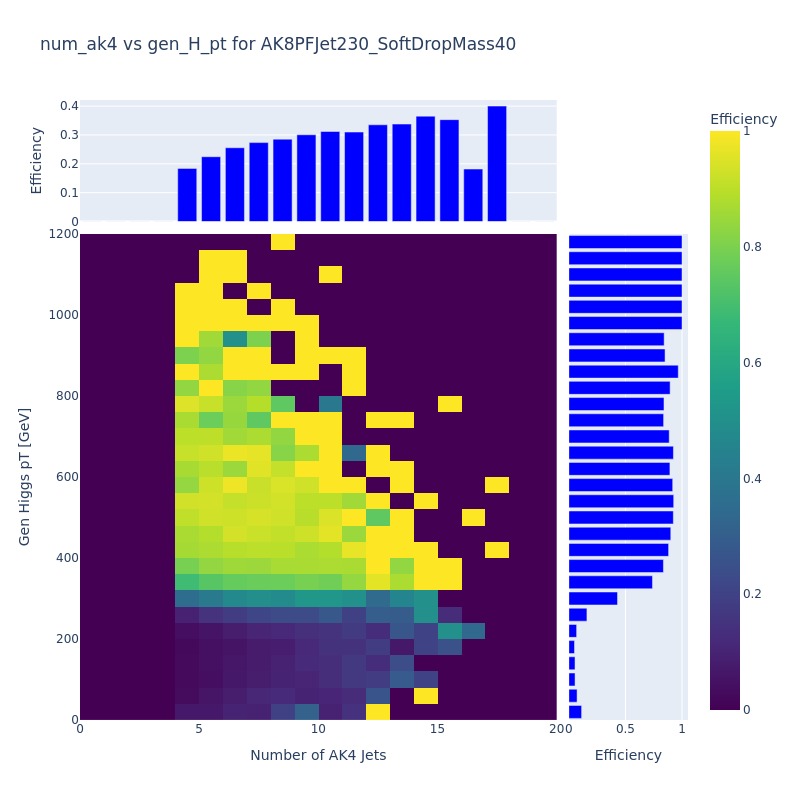 num_ak4 vs gen_H_pt for AK8PFJet230_SoftDropMass40
Efficiency
0.4
0.3
0.2
0.1
0
Efficiency
1
0.8
0.6
0.4
0.2
0
Gen Higgs pT [GeV]
1200
1000
800
600
400
200
0
0 5 10 15 20
Number of AK4 Jets
0 0.5 1
Efficiency